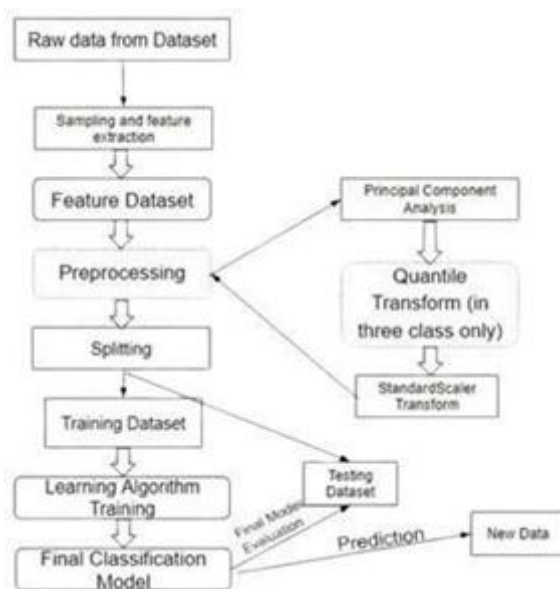 Raw data from Dataset
Sampling and feature
extraction
Feature Dataset
Preprocessing
Splitting
Training Dataset
Learning Algorithm
Training
Final Classification
Model
Principal Component
Analysis
Quantile
Transform (in
three class only)
StandardScaler
Transform
Testing
Dataset
Final Model
Evaluation
Prediction
New Data